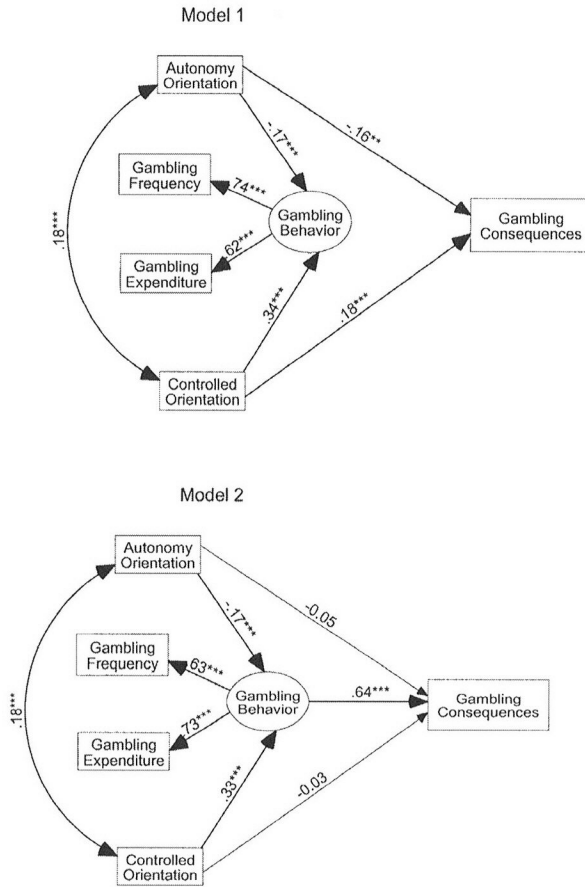 Model 1
Autonomy
Orientation
-.17***
-.16**
Gambling
Frequency
.74***
Gambling
Behavior
Gambling
Consequences
.18***
Gambling
Expenditure
.62***
.34***
.18***
Controlled
Orientation
Model 2
Autonomy
Orientation
-.17***
-0.05
Gambling
Frequency
.63***
Gambling
Behavior
.64***
Gambling
Consequences
.18***
Gambling
Expenditure
.73***
.33***
-0.03
Controlled
Orientation